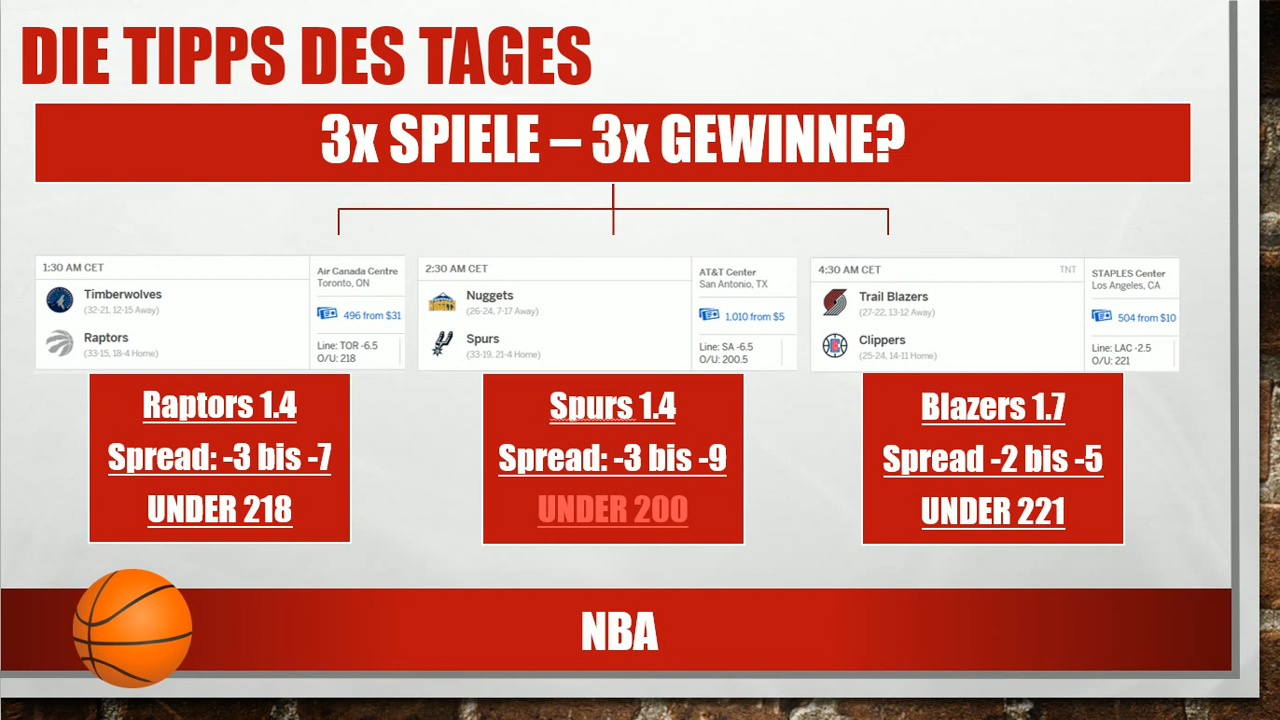 DIE TIPPS DES TAGES
3x SPIELE – 3x GEWINNE?
1:30 AM CET
Timberwolves
(32-21, 12-15 Away)
Raptors
(33-15, 18-4 Home)
Air Canada Centre
Toronto, ON
496 from $31
Line: TOR -6.5
O/U: 218
2:30 AM CET
Nuggets
(26-24, 7-17 Away)
Spurs
(33-19, 21-4 Home)
AT&T Center
San Antonio, TX
1,010 from $5
Line: SA -6.5
O/U: 200.5
4:30 AM CET
TNT
Trail Blazers
(27-22, 13-12 Away)
Clippers
(25-24, 14-11 Home)
STAPLES Center
Los Angeles, CA
504 from $10
Line: LAC -2.5
O/U: 221
Raptors 1.4
Spread: -3 bis -7
UNDER 218
Spurs 1.4
Spread: -3 bis -9
UNDER 200
Blazers 1.7
Spread -2 bis -5
UNDER 221
NBA